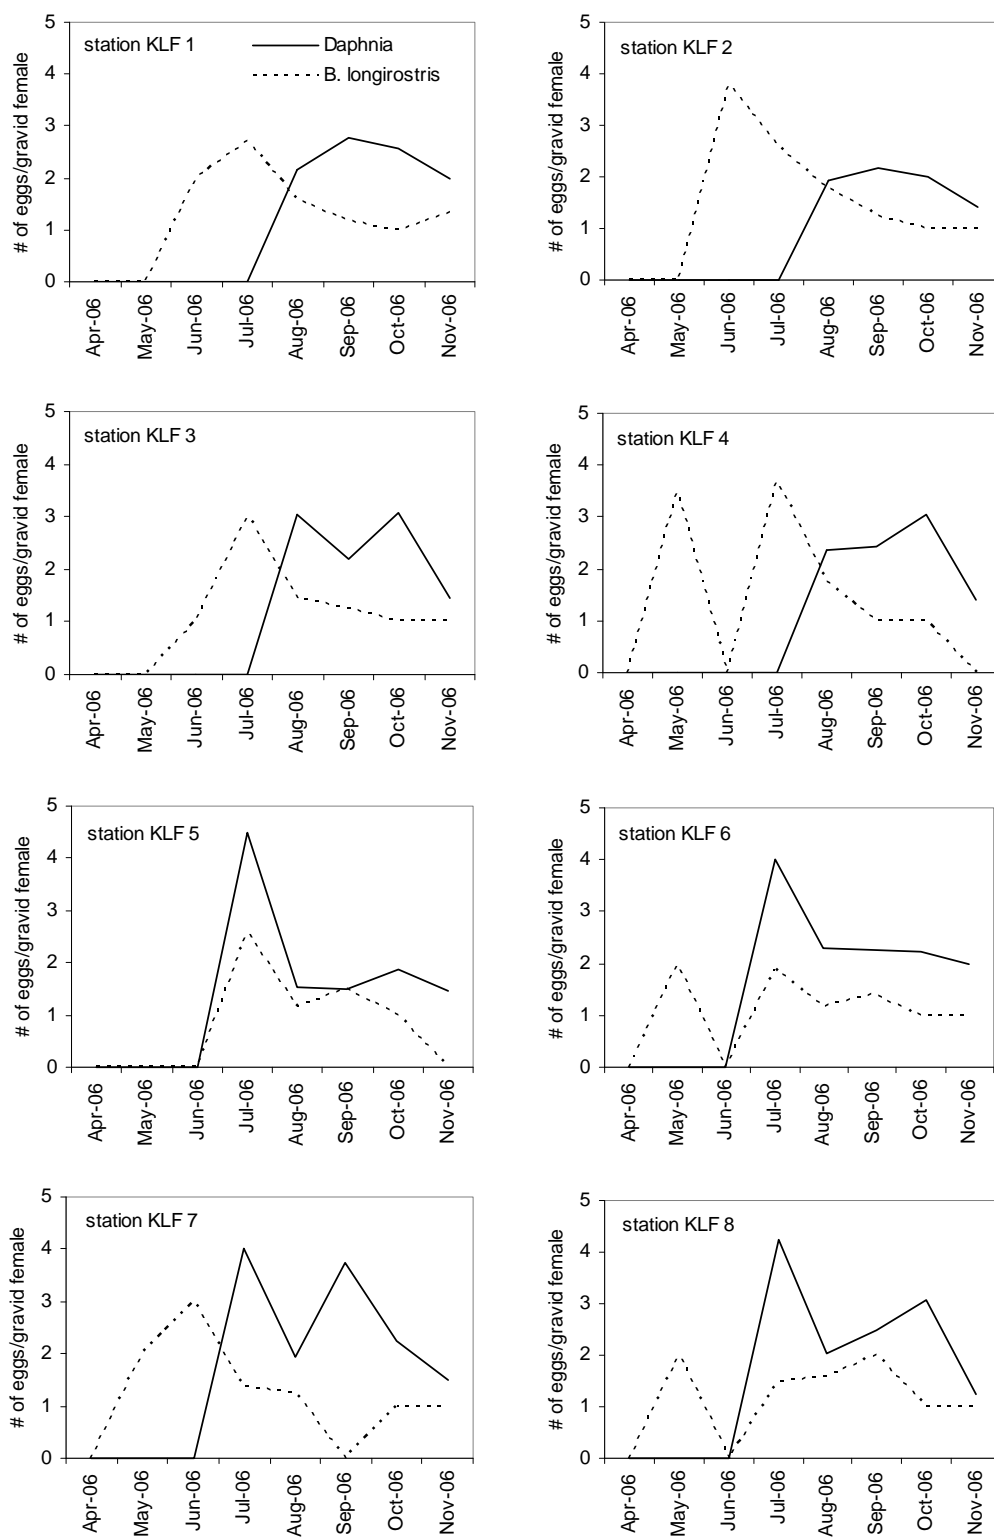 station KLF 1
Daphnia
B. longirostris
# of eggs/gravid female
5
4
3
2
1
0
Apr-06
May-06
Jun-06
Jul-06
Aug-06
Sep-06
Oct-06
Nov-06
station KLF 2
# of eggs/gravid female
5
4
3
2
1
0
Apr-06
May-06
Jun-06
Jul-06
Aug-06
Sep-06
Oct-06
Nov-06
station KLF 3
# of eggs/gravid female
5
4
3
2
1
0
Apr-06
May-06
Jun-06
Jul-06
Aug-06
Sep-06
Oct-06
Nov-06
station KLF 4
# of eggs/gravid female
5
4
3
2
1
0
Apr-06
May-06
Jun-06
Jul-06
Aug-06
Sep-06
Oct-06
Nov-06
station KLF 5
# of eggs/gravid female
5
4
3
2
1
0
Apr-06
May-06
Jun-06
Jul-06
Aug-06
Sep-06
Oct-06
Nov-06
station KLF 6
# of eggs/gravid female
5
4
3
2
1
0
Apr-06
May-06
Jun-06
Jul-06
Aug-06
Sep-06
Oct-06
Nov-06
station KLF 7
# of eggs/gravid female
5
4
3
2
1
0
Apr-06
May-06
Jun-06
Jul-06
Aug-06
Sep-06
Oct-06
Nov-06
station KLF 8
# of eggs/gravid female
5
4
3
2
1
0
Apr-06
May-06
Jun-06
Jul-06
Aug-06
Sep-06
Oct-06
Nov-06